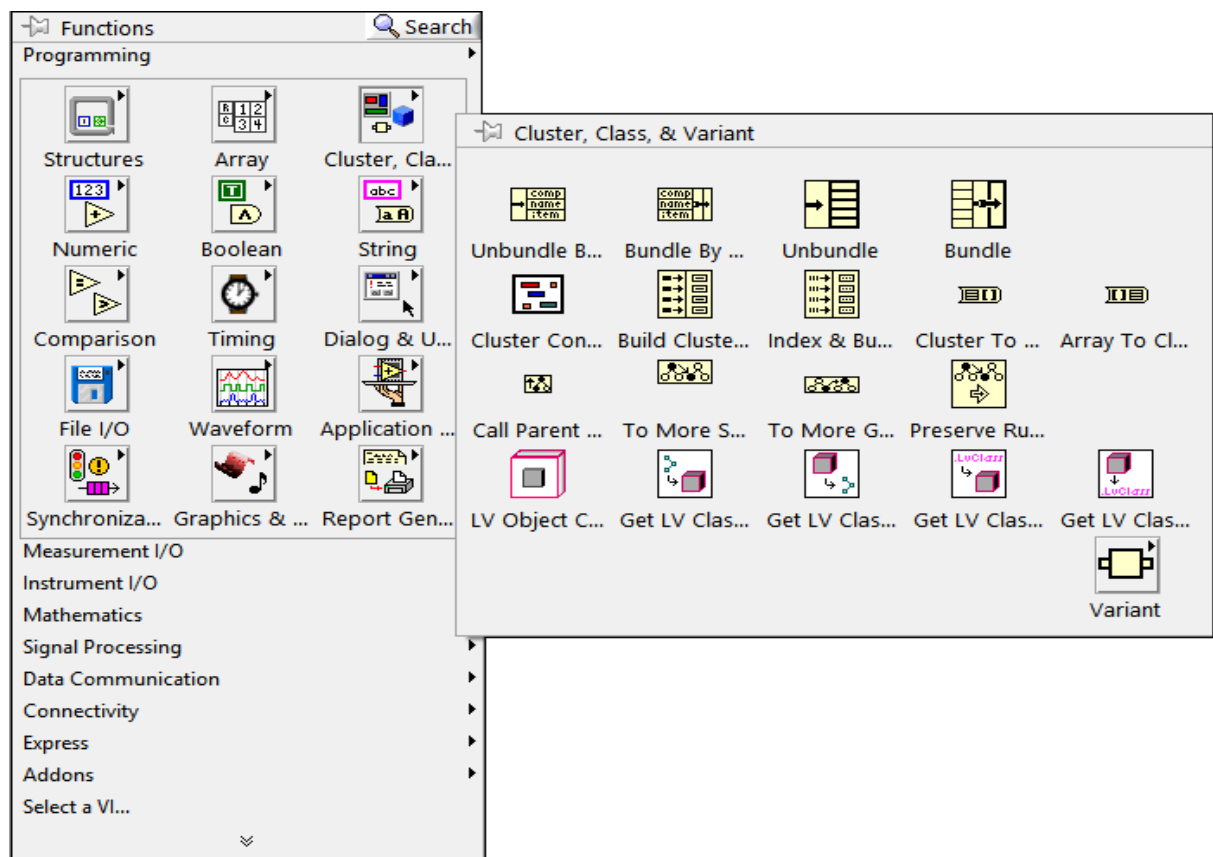 Functions Search
Programming
Structures Array Cluster, Cla...
Numeric Boolean String
Comparison Timing Dialog & U...
File I/O Waveform Application ...
Synchroniza... Graphics & ... Report Gen...
Measurement I/O
Instrument I/O
Mathematics
Signal Processing
Data Communication
Connectivity
Express
Addons
Select a VI...
Cluster, Class, & Variant
Unbundle B... Bundle By ... Unbundle Bundle
Cluster Con... Build Cluste... Index & Bu... Cluster To ... Array To Cl...
Call Parent ... To More S... To More G... Preserve Ru...
LV Object C... Get LV Clas... Get LV Clas... Get LV Clas... Get LV Clas...
Variant